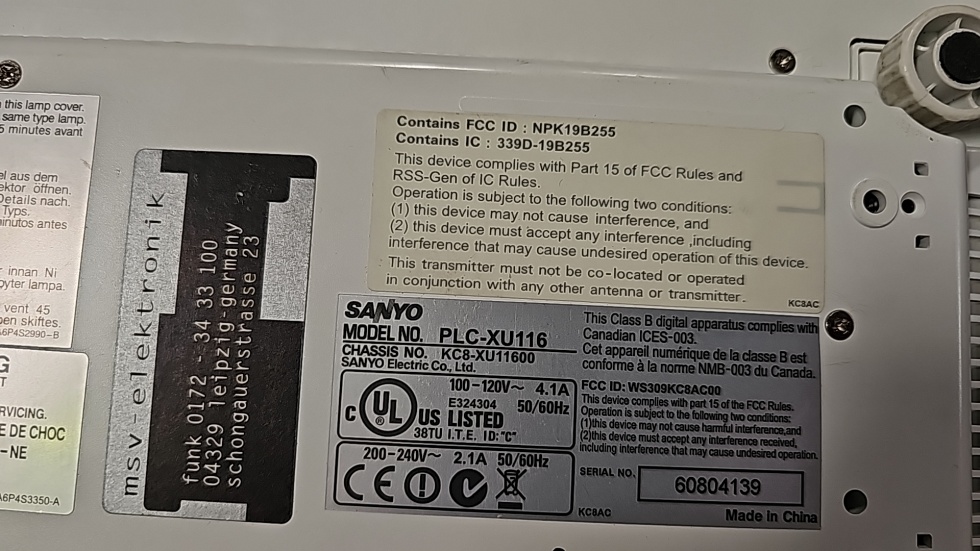 this lamp cover.
same type lamp.
5 minutes avant
el aus dem
ektor öffnen.
Details nach.
Typs.
inutos antes
innan Ni
byter lampa.
vent 45
en skiftes.
A6P4S2990-B
G
T
RVICING.
E DE CHOC
-NE
A6P4S3350-A
msv-elektronik
funk 0172 - 34 33 100
04329 leipzig-germany
schongauerstrasse 23
Contains FCC ID : NPK19B255
Contains IC : 339D-19B255
This device complies with Part 15 of FCC Rules and
RSS-Gen of IC Rules.
Operation is subject to the following two conditions:
(1) this device may not cause interference, and
(2) this device must accept any interference ,including
interference that may cause undesired operation of this device.
This transmitter must not be co-located or operated
in conjunction with any other antenna or transmitter.
KC8AC
SANYO
MODEL NO. PLC-XU116
CHASSIS NO. KC8-XU11600
SANYO Electric Co., Ltd.
100-120V~ 4.1A
50/60Hz
C UL US LISTED
E324304
38TU I.T.E. ID:"C"
200-240V~ 2.1A 50/60Hz
CE
This Class B digital apparatus complies with
Canadian ICES-003.
Cet appareil numérique de la classe B est
conforme à la norme NMB-003 du Canada.
FCC ID: WS309KC8AC00
This device complies with part 15 of the FCC Rules.
Operation is subject to the following two conditions:
(1)this device may not cause harmful interference,and
(2)this device must accept any interference received,
including interference that may cause undesired operation.
SERIAL NO. 60804139
KC8AC
Made in China